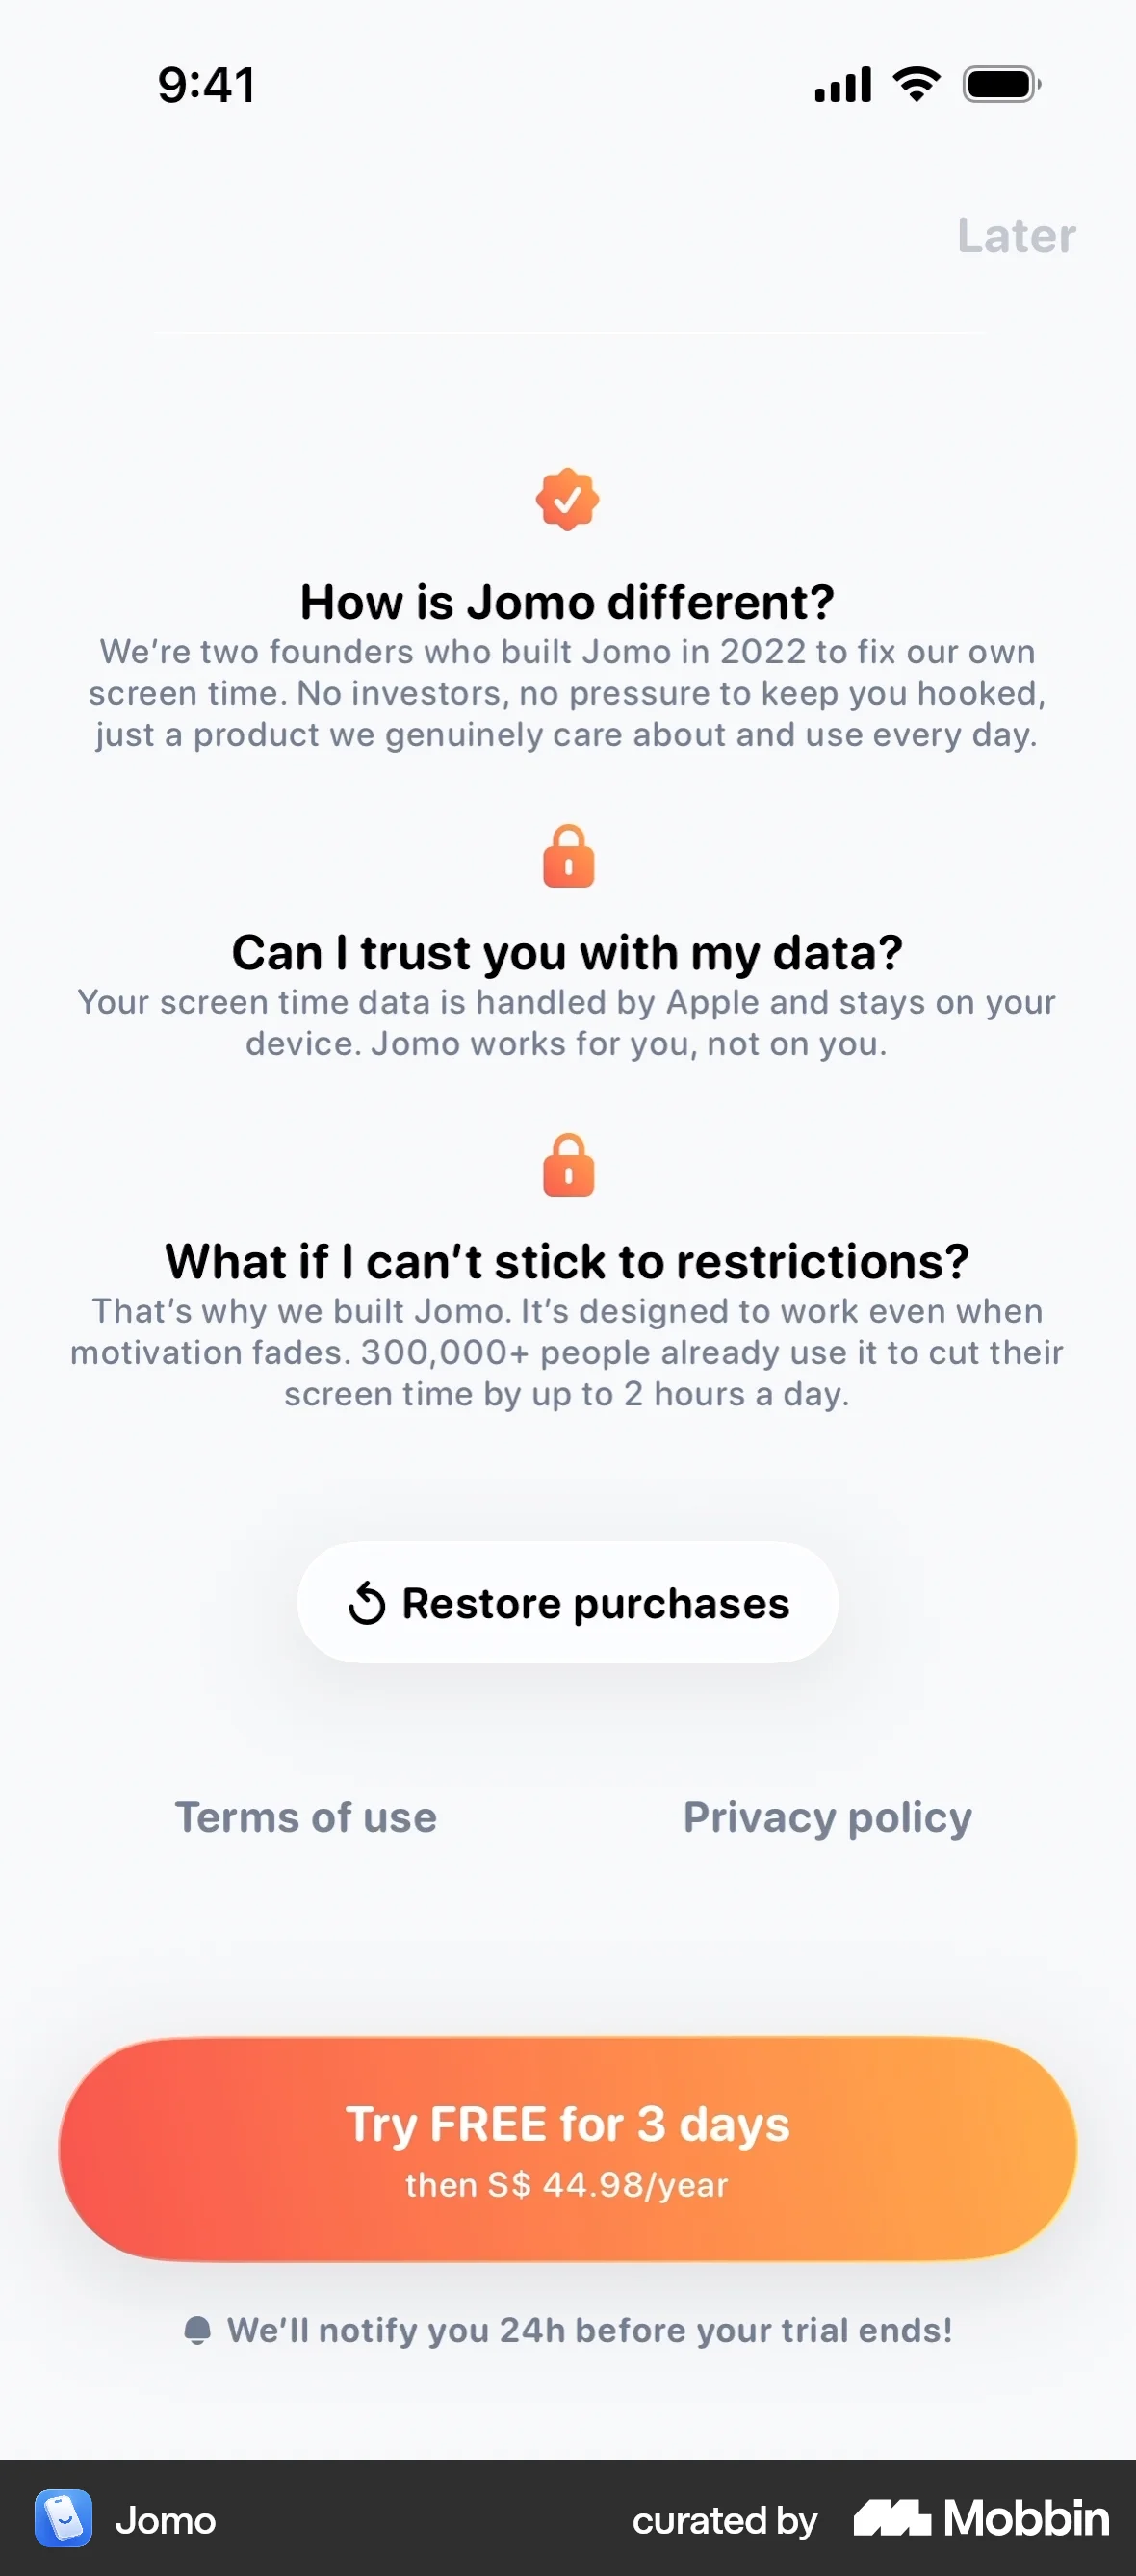 9:41
Later
How is Jomo different?
We’re two founders who built Jomo in 2022 to fix our own
screen time. No investors, no pressure to keep you hooked,
just a product we genuinely care about and use every day.
Can I trust you with my data?
Your screen time data is handled by Apple and stays on your
device. Jomo works for you, not on you.
What if I can’t stick to restrictions?
That’s why we built Jomo. It’s designed to work even when
motivation fades. 300,000+ people already use it to cut their
screen time by up to 2 hours a day.
Restore purchases
Terms of use
Privacy policy
Try FREE for 3 days
then S$ 44.98/year
We’ll notify you 24h before your trial ends!
Jomo
curated by Mobbin